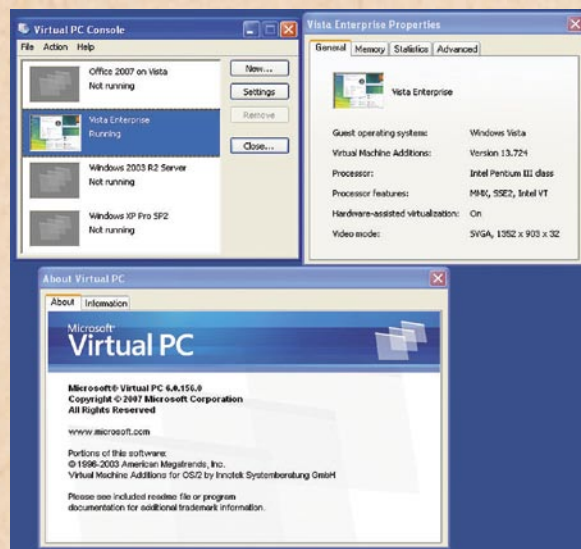 Virtual PC Console
File Action Help
Office 2007 on Vista
Not running
Vista Enterprise
Running
Windows 2003 R2 Server
Not running
Windows XP Pro SP2
Not running
New...
Settings
Remove
Close...
Vista Enterprise Properties
General Memory Statistics Advanced
Vista Enterprise
Guest operating system: Windows Vista
Virtual Machine Additions: Version 13.724
Processor: Intel Pentium III class
Processor features: MMX, SSE2, Intel VT
Hardware-assisted virtualization: On
Video mode: SVGA, 1352 x 903 x 32
About Virtual PC
About Information
Microsoft®
Virtual PC
Microsoft® Virtual PC 6.0.156.0
Copyright © 2007 Microsoft Corporation
All Rights Reserved
www.microsoft.com
Portions of this software:
© 1996-2003 American Megatrends, Inc.
Virtual Machine Additions for OS/2 by Innotek Systemberatung GmbH
Please see included readme file or program
documentation for additional trademark information.